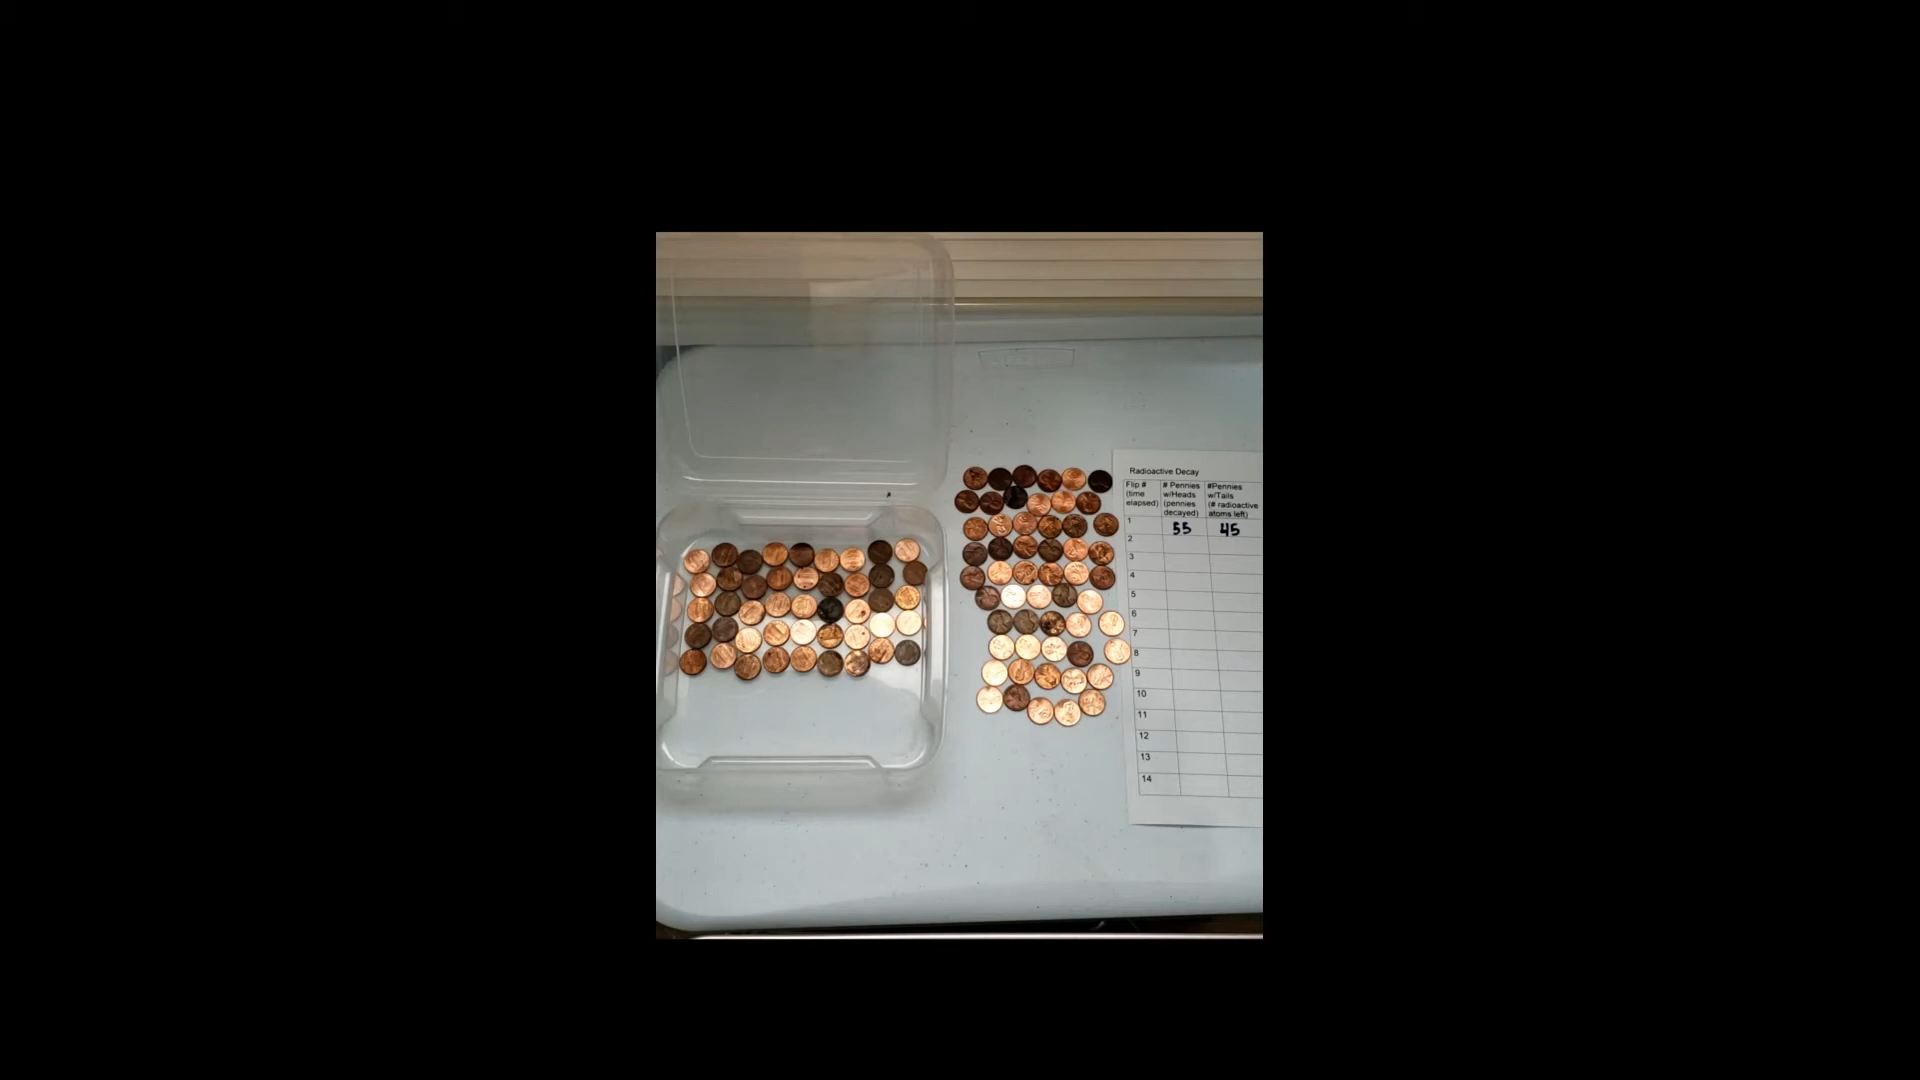 Radioactive Decay
Flip # # Pennies #Pennies
(time w/Heads w/Tails
elapsed) (pennies (# radioactive
decayed) atoms left)
1 55 45
2
3
4
5
6
7
8
9
10
11
12
13
14